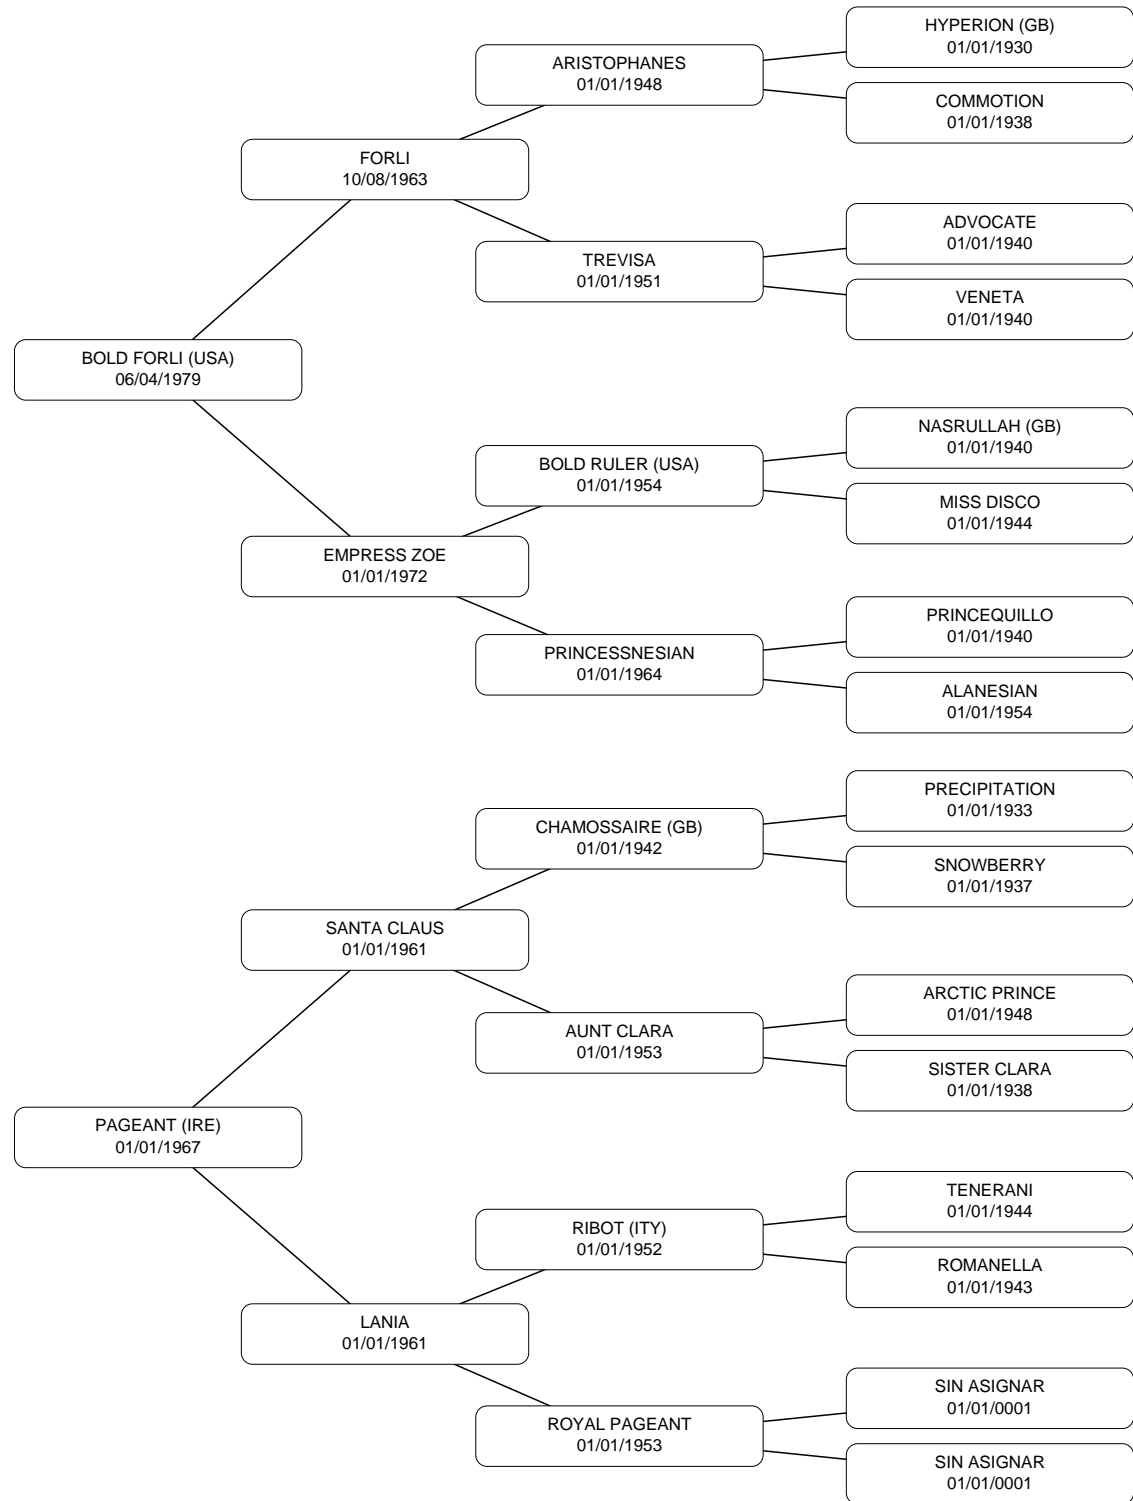 HYPERION (GB)
01/01/1930
ARISTOPHANES
01/01/1948
COMMOTION
01/01/1938
FORLI
10/08/1963
ADVOCATE
01/01/1940
TREVISA
01/01/1951
VENETA
01/01/1940
BOLD FORLI (USA)
06/04/1979
NASRULLAH (GB)
01/01/1940
BOLD RULER (USA)
01/01/1954
MISS DISCO
01/01/1944
EMPRESS ZOE
01/01/1972
PRINCEQUILLO
01/01/1940
PRINCESSNESIAN
01/01/1964
ALANESIAN
01/01/1954
PRECIPITATION
01/01/1933
CHAMOSSAIRE (GB)
01/01/1942
SNOWBERRY
01/01/1937
SANTA CLAUS
01/01/1961
ARCTIC PRINCE
01/01/1948
AUNT CLARA
01/01/1953
SISTER CLARA
01/01/1938
PAGEANT (IRE)
01/01/1967
TENERANI
01/01/1944
RIBOT (ITY)
01/01/1952
ROMANELLA
01/01/1943
LANIA
01/01/1961
SIN ASIGNAR
01/01/0001
ROYAL PAGEANT
01/01/1953
SIN ASIGNAR
01/01/0001